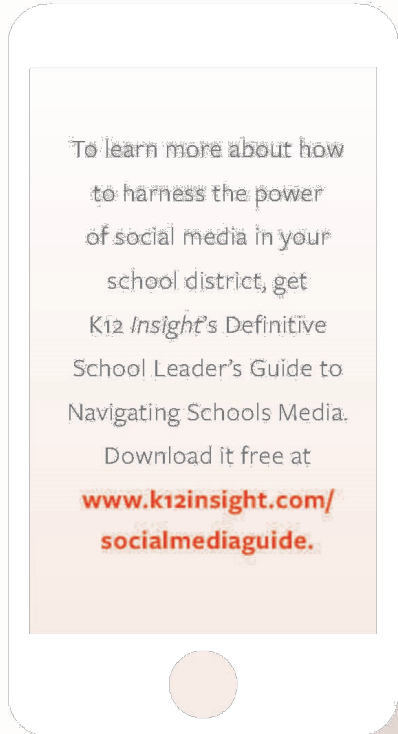 To learn more about how
to harness the power
of social media in your
school district, get
K12 Insight's Definitive
School Leader's Guide to
Navigating Schools Media.
Download it free at
www.k12insight.com/
socialmediaguide.